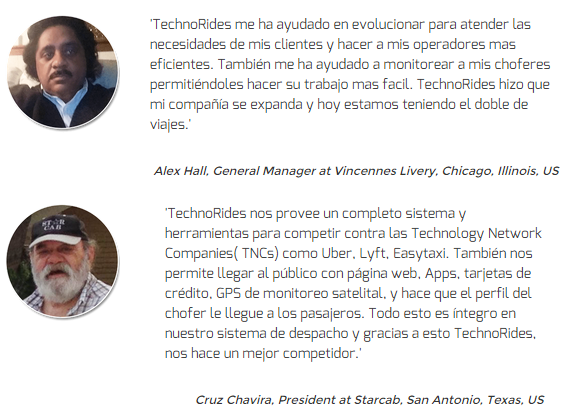 'TechnoRides me ha ayudado en evolucionar para atender las
necesidades de mis clientes y hacer a mis operadores mas
eficientes. También me ha ayudado a monitorear a mis choferes
permitiéndoles hacer su trabajo mas facil. TechnoRides hizo que
mi compañía se expanda y hoy estamos teniendo el doble de
viajes.'
Alex Hall, General Manager at Vincennes Livery, Chicago, Illinois, US
STAR
CAB
'TechnoRides nos provee un completo sistema y
herramientas para competir contra las Technology Network
Companies( TNCs) como Uber, Lyft, Easytaxi. También nos
permite llegar al público con página web, Apps, tarjetas de
crédito, GPS de monitoreo satelital, y hace que el perfil del
chofer le llegue a los pasajeros. Todo esto es íntegro en
nuestro sistema de despacho y gracias a esto TechnoRides,
nos hace un mejor competidor.'
Cruz Chavira, President at Starcab, San Antonio, Texas, US